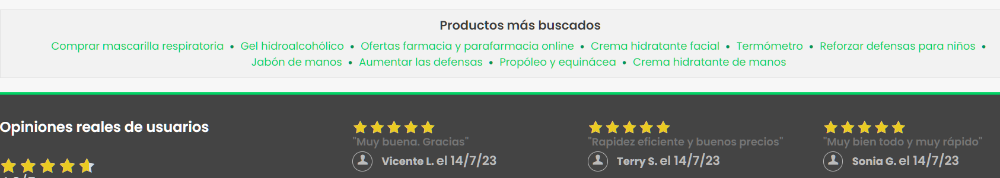 Productos más buscados
Comprar mascarilla respiratoria • Gel hidroalcohólico • Ofertas farmacia y parafarmacia online • Crema hidratante facial • Termómetro • Reforzar defensas para niños •
Jabón de manos • Aumentar las defensas • Propóleo y equinácea • Crema hidratante de manos
Opiniones reales de usuarios
"Muy buena. Gracias"
Vicente L. el 14/7/23
"Rapidez eficiente y buenos precios"
Terry S. el 14/7/23
"Muy bien todo y muy rápido"
Sonia G. el 14/7/23